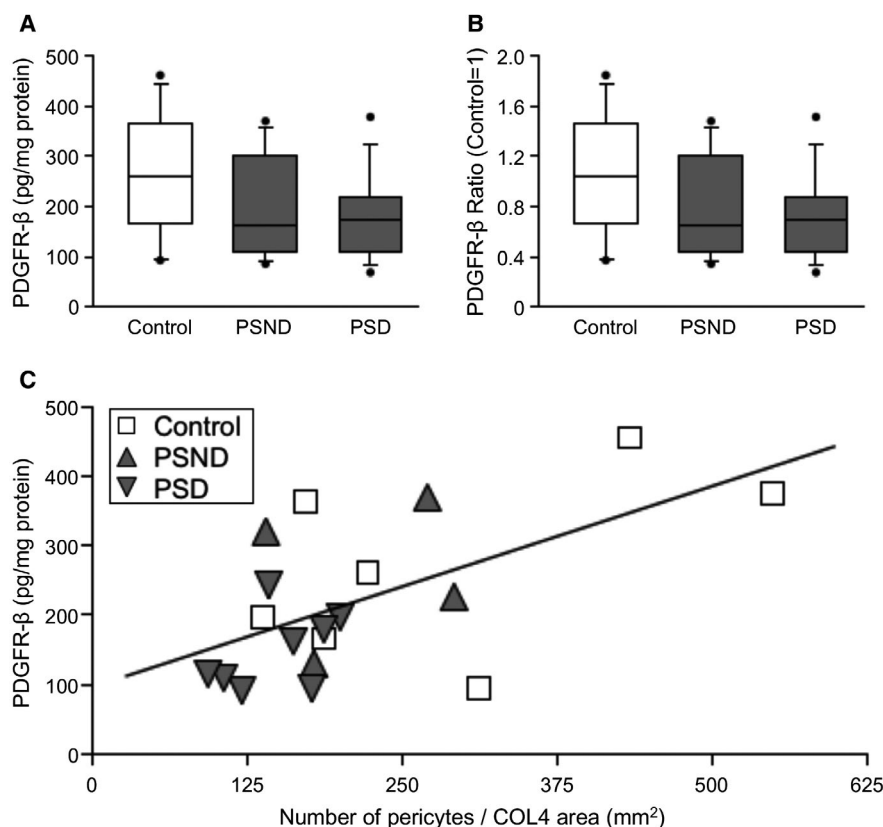 A
PDGFR-β (pg/mg protein)
500
400
300
200
100
0
Control PSND PSD
B
PDGFR-β Ratio (Control=1)
2.0
1.6
1.2
0.8
0.4
0
Control PSND PSD
C
PDGFR-β (pg/mg protein)
500
400
300
200
100
0
Control
PSND
PSD
0 125 250 375 500 625
Number of pericytes / COL4 area (mm²)